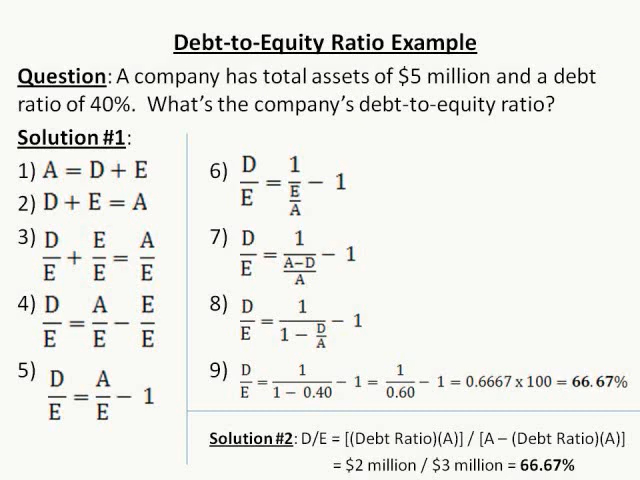 Debt-to-Equity Ratio Example
Question: A company has total assets of $5 million and a debt
ratio of 40%.  What's the company's debt-to-equity ratio?
Solution #1:
1) A = D + E
2) D + E = A
3) D/E + E/E = A/E
4) D/E = A/E − E/E
5) D/E = A/E − 1
6) D/E = 1/(E/A) − 1
7) D/E = 1/((A−D)/A) − 1
8) D/E = 1/(1 − D/A) − 1
9) D/E = 1/(1 − 0.40) − 1 = 1/0.60 − 1 = 0.6667 x 100 = 66.67%
Solution #2: D/E = [(Debt Ratio)(A)] / [A – (Debt Ratio)(A)]
= $2 million / $3 million = 66.67%